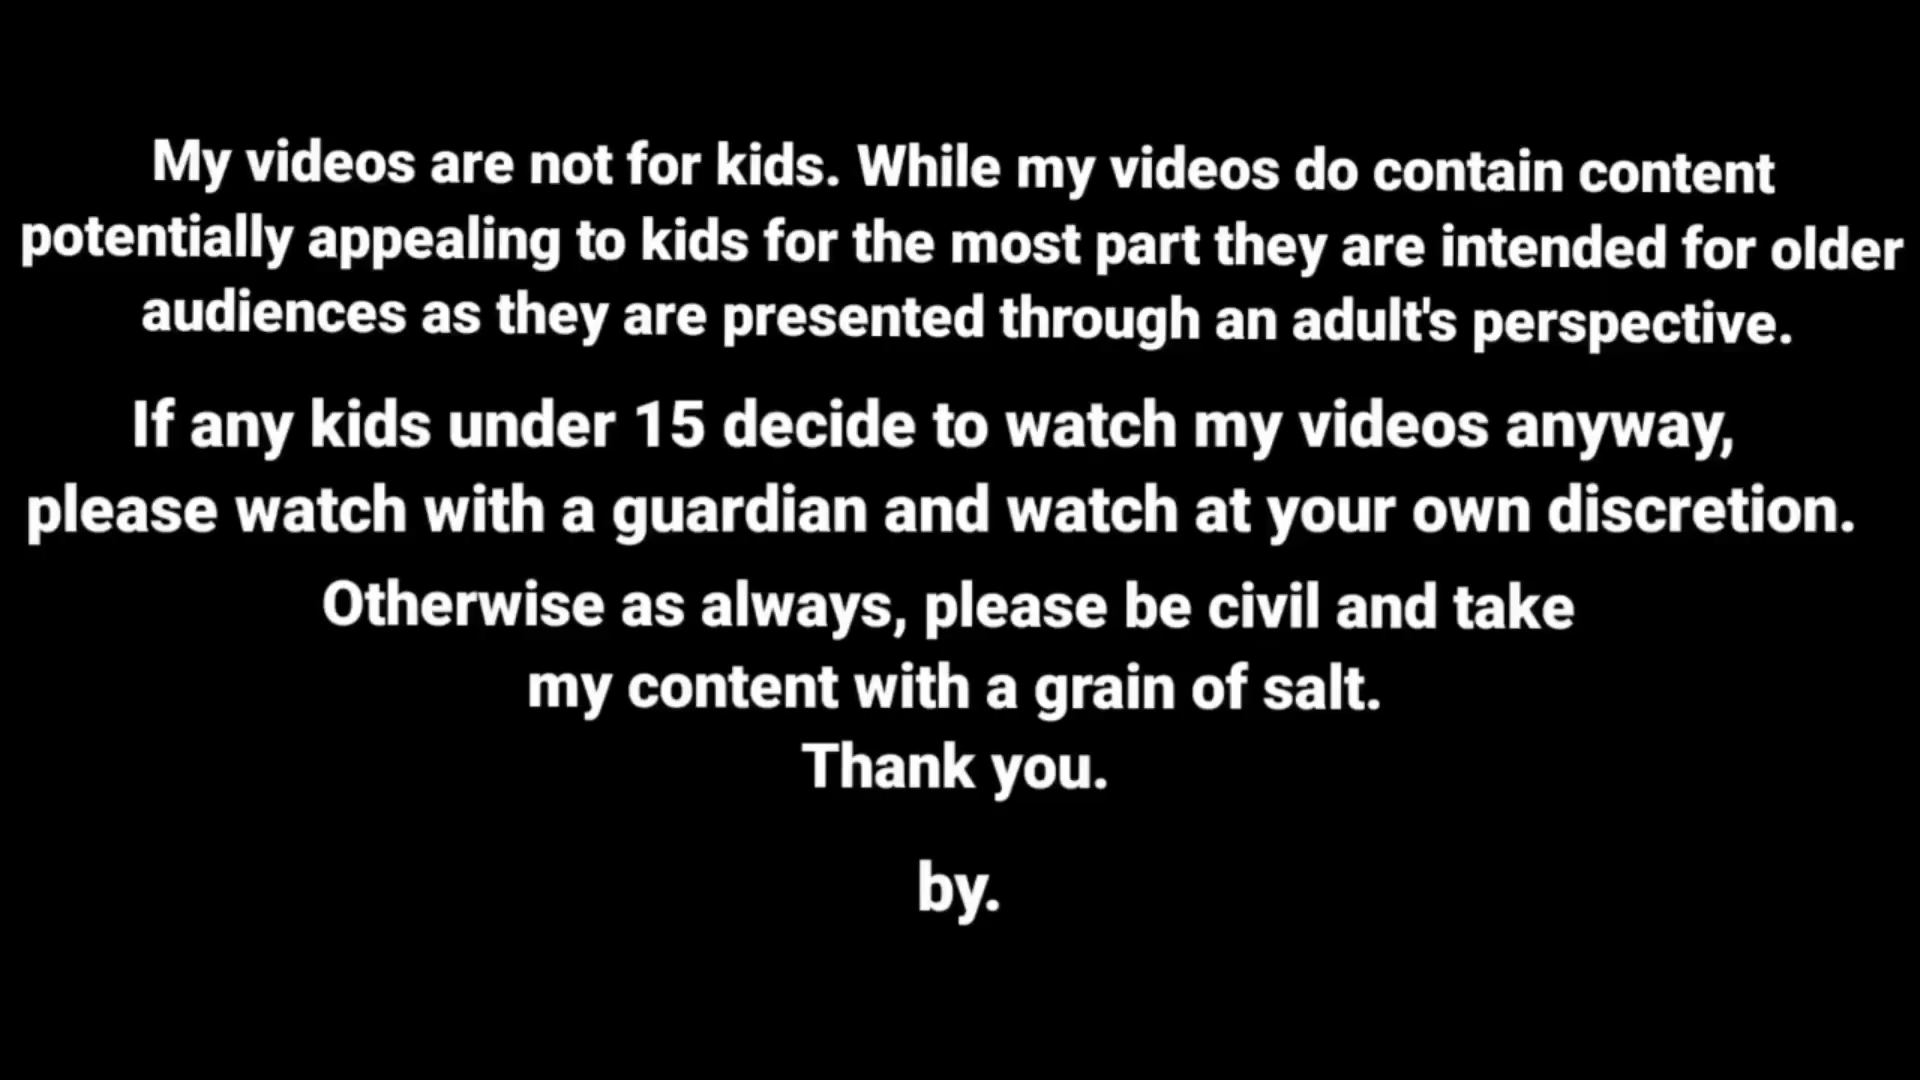 My videos are not for kids. While my videos do contain content
potentially appealing to kids for the most part they are intended for older
audiences as they are presented through an adult's perspective.
If any kids under 15 decide to watch my videos anyway,
please watch with a guardian and watch at your own discretion.
Otherwise as always, please be civil and take
my content with a grain of salt.
Thank you.
by.